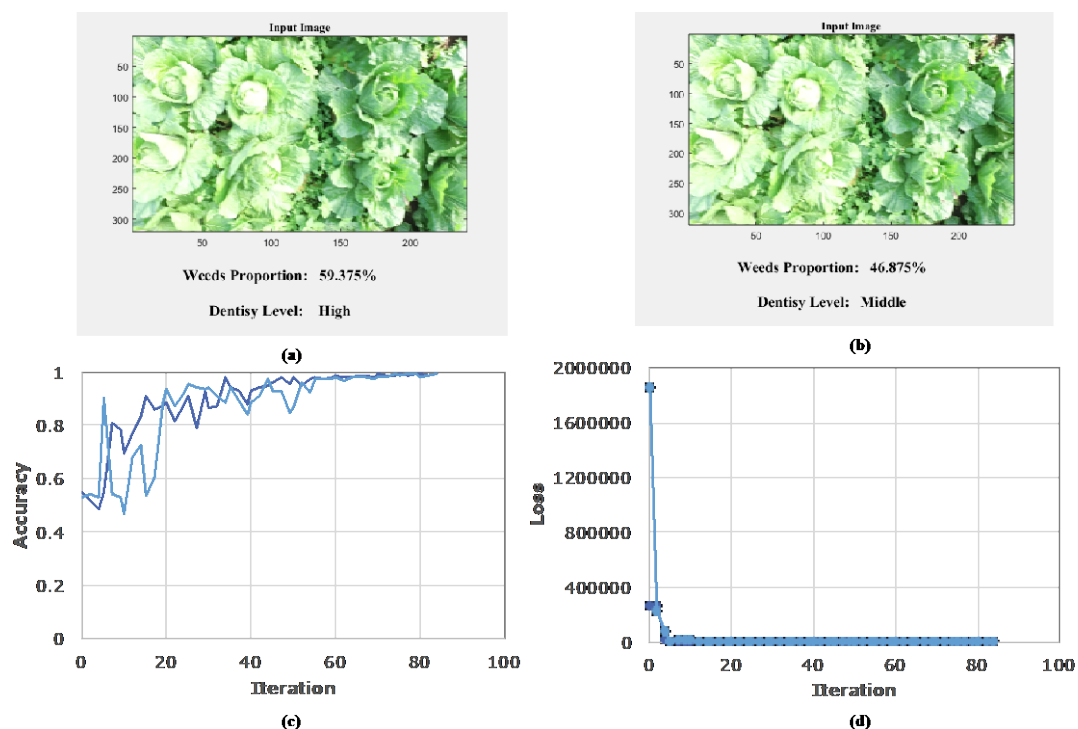 Input Image
50
100
150
200
250
300
50 100 150 200
Weeds Proportion: 59.375%
Dentisy Level: High
(a)
Input Image
50
100
150
200
250
300
50 100 150 200
Weeds Proportion: 46.875%
Dentisy Level: Middle
(b)
1
0.8
0.6
0.4
0.2
0
Accuracy
0 20 40 60 80 100
Iteration
(c)
2000000
1600000
1200000
800000
400000
0
Loss
0 20 40 60 80 100
Iteration
(d)